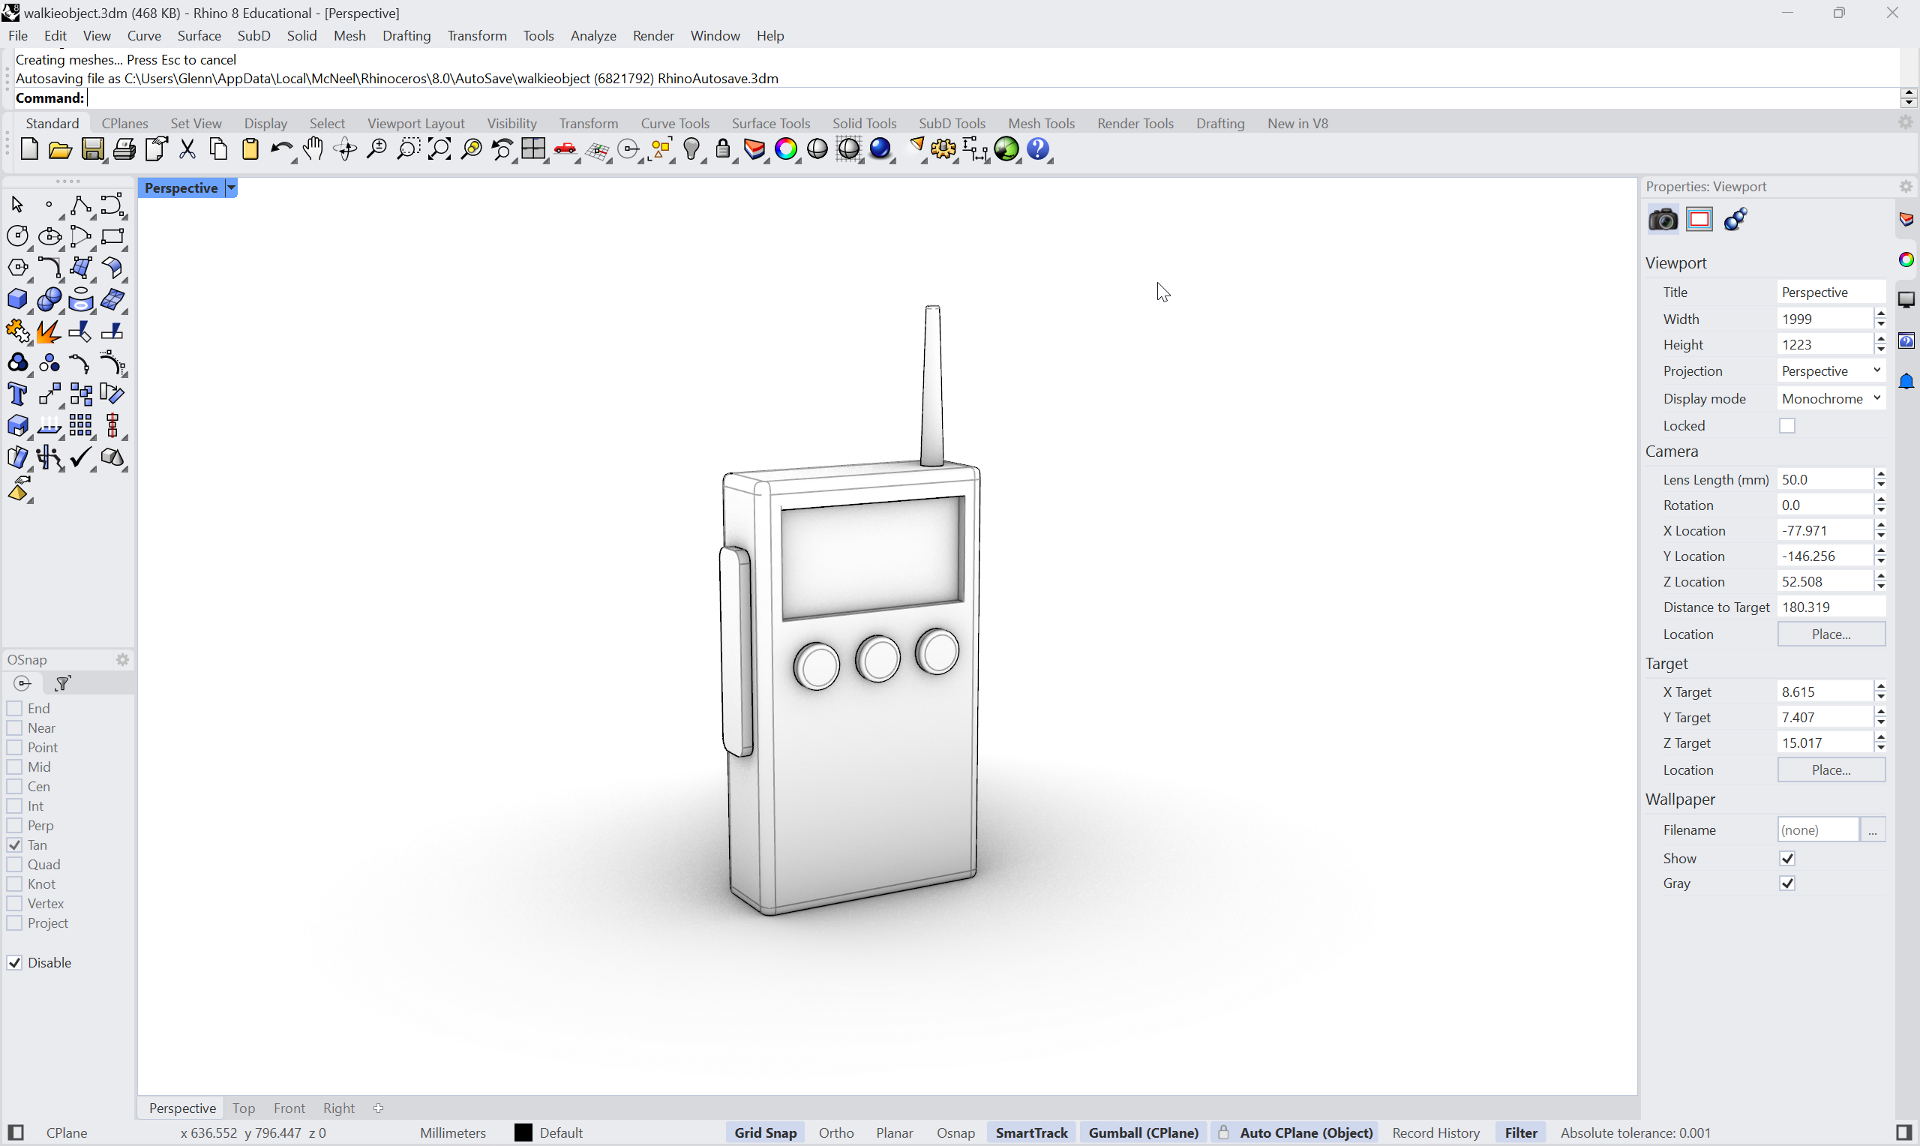 walkieobject.3dm (468 KB) - Rhino 8 Educational - [Perspective]
File Edit View Curve Surface SubD Solid Mesh Drafting Transform Tools Analyze Render Window Help
Creating meshes... Press Esc to cancel
Autosaving file as C:\Users\Glenn\AppData\Local\McNeel\Rhinoceros\8.0\AutoSave\walkieobject (6821792) RhinoAutosave.3dm
Command:
Standard CPlanes Set View Display Select Viewport Layout Visibility Transform Curve Tools Surface Tools Solid Tools SubD Tools Mesh Tools Render Tools Drafting New in V8
Perspective
Properties: Viewport
Viewport
Title Perspective
Width 1999
Height 1223
Projection Perspective
Display mode Monochrome
Locked
Camera
Lens Length (mm) 50.0
Rotation 0.0
X Location -77.971
Y Location -146.256
Z Location 52.508
Distance to Target 180.319
Location Place...
Target
X Target 8.615
Y Target 7.407
Z Target 15.017
Location Place...
Wallpaper
Filename (none) ...
Show
Gray
OSnap
End
Near
Point
Mid
Cen
Int
Perp
Tan
Quad
Knot
Vertex
Project
Disable
Perspective Top Front Right
CPlane x 636.552 y 796.447 z 0 Millimeters Default Grid Snap Ortho Planar Osnap SmartTrack Gumball (CPlane) Auto CPlane (Object) Record History Filter Absolute tolerance: 0.001